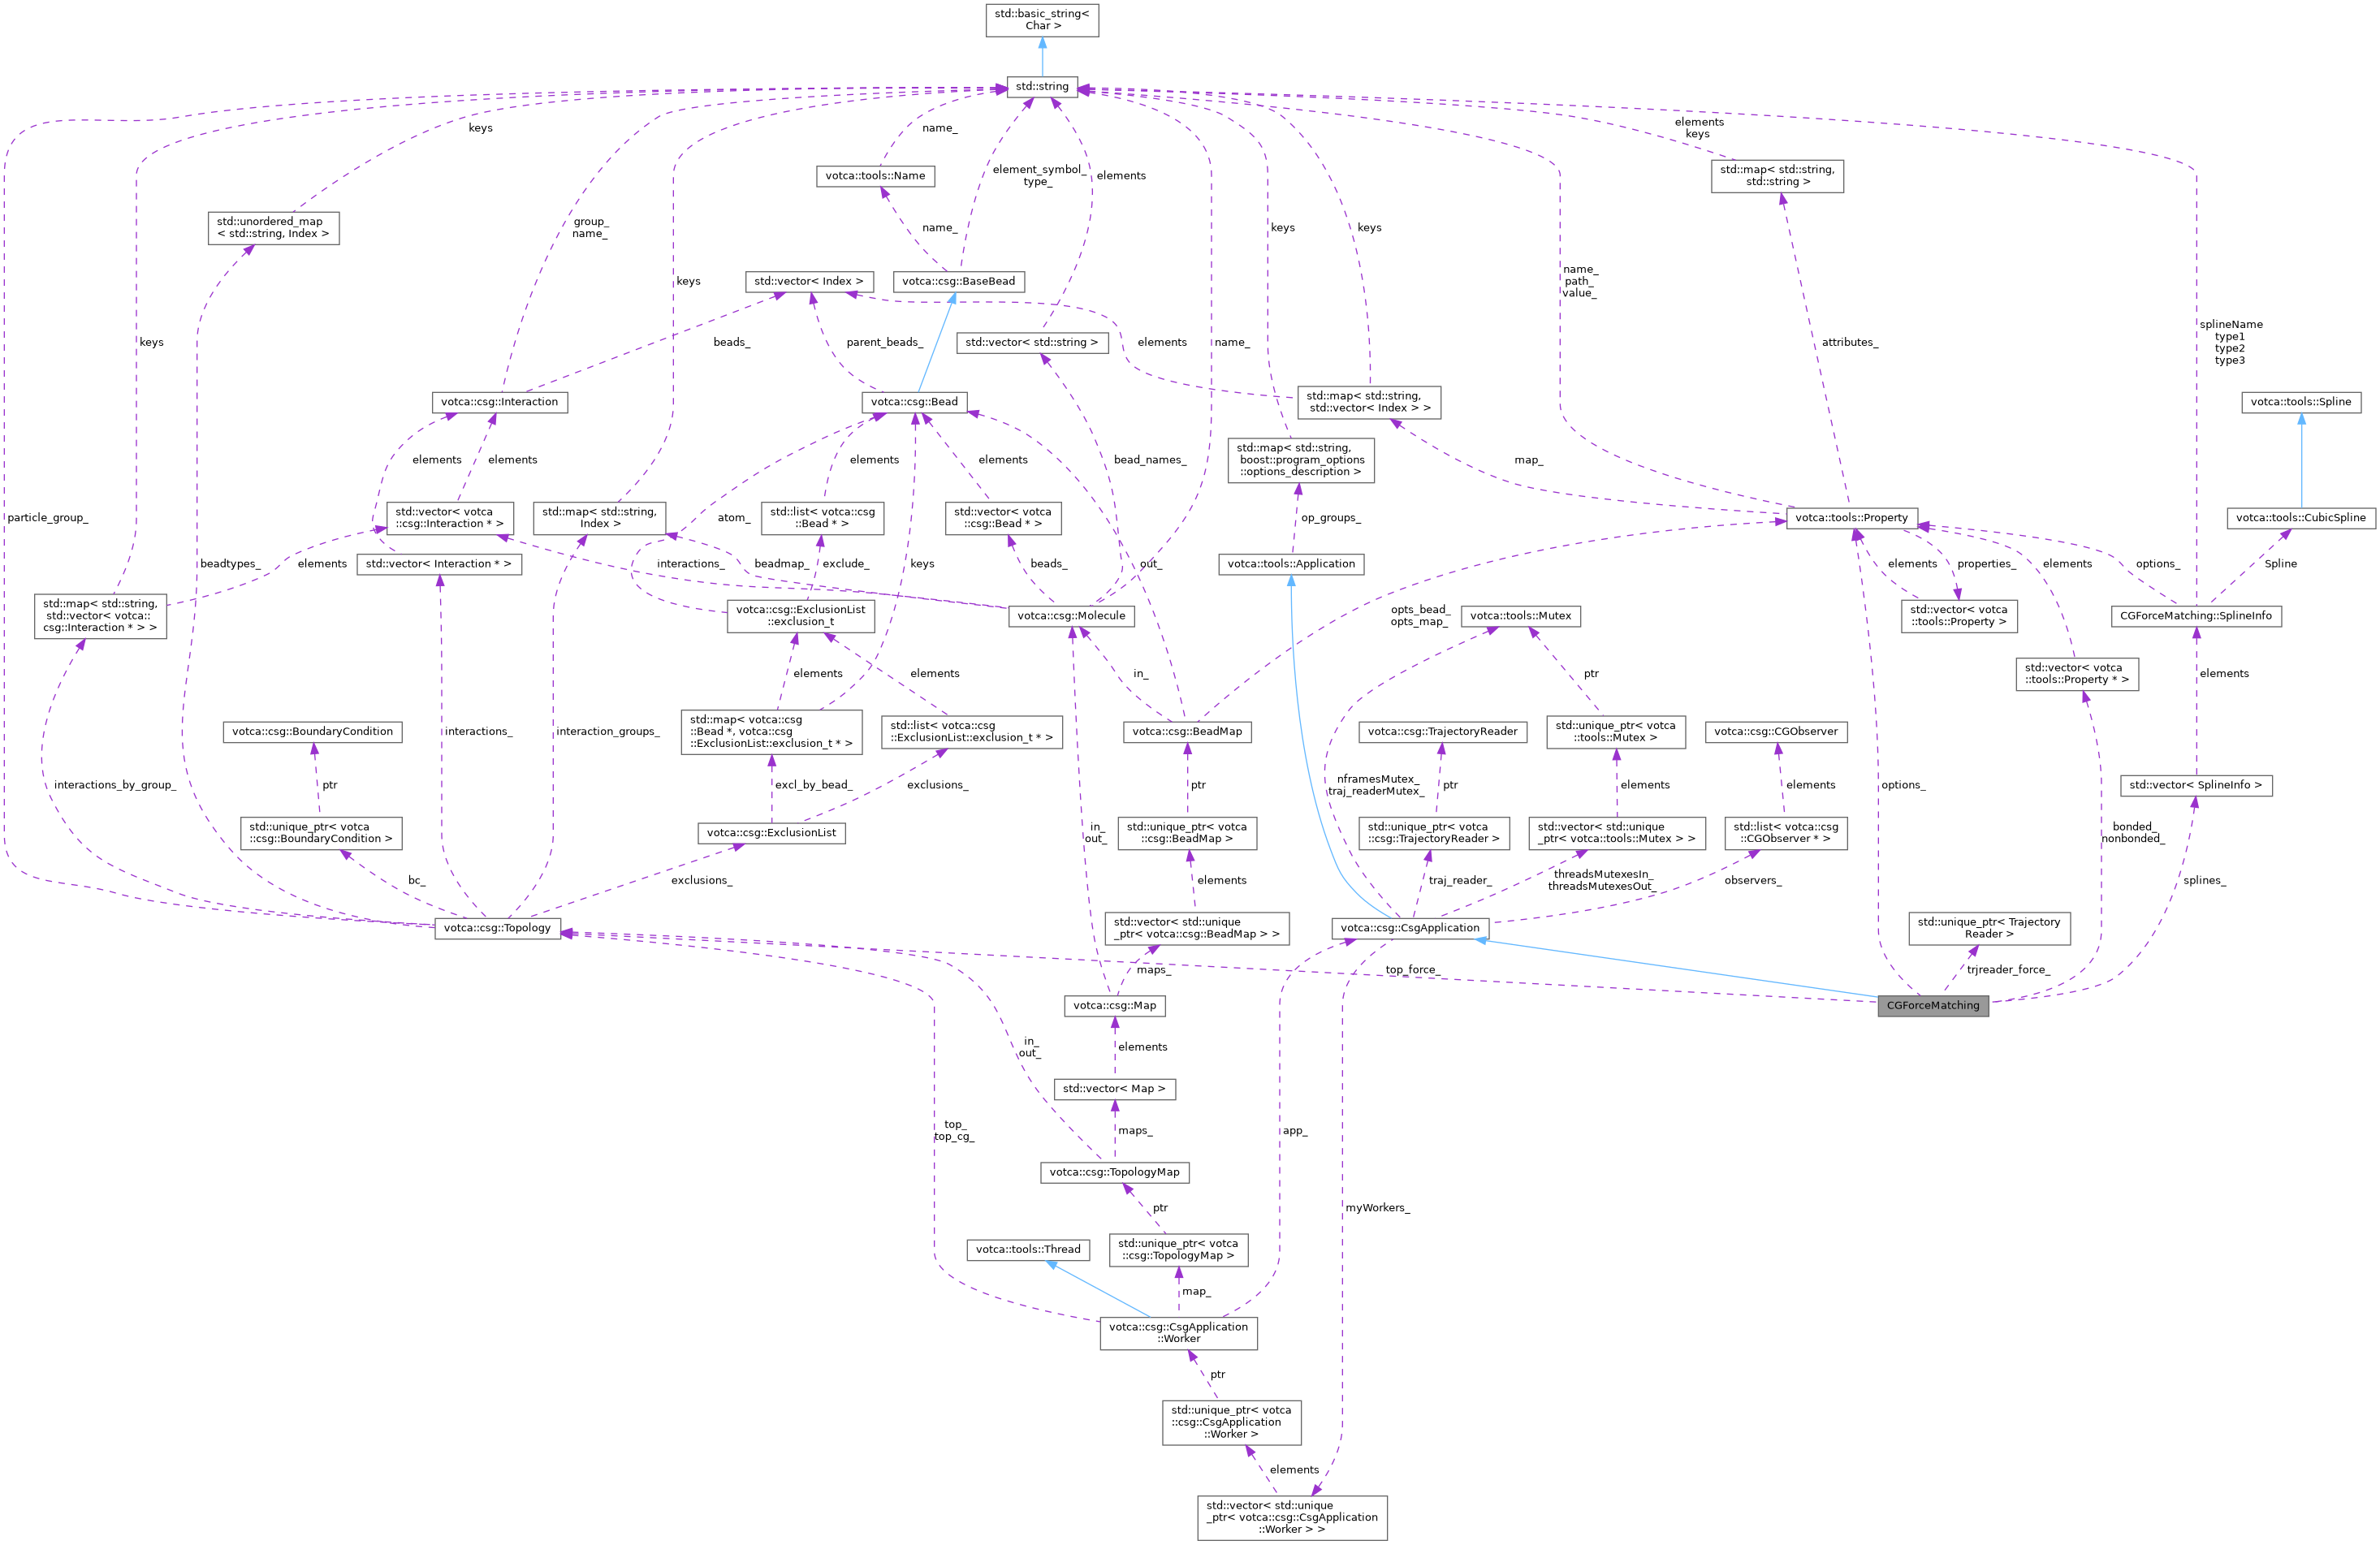 std::basic_string<
Char >
std::string
name_
elements
keys
keys
votca::tools::Name
element_symbol_
type_
elements
std::map< std::string,
std::string >
std::unordered_map
< std::string, Index >
group_
name_
name_
keys
keys
keys
std::vector< Index >
votca::csg::BaseBead
name_
path_
value_
splineName
type1
type2
type3
keys
beads_
parent_beads_
std::vector< std::string >
name_
elements
attributes_
votca::csg::Interaction
votca::csg::Bead
std::map< std::string,
std::vector< Index > >
votca::tools::Spline
elements
elements
elements
elements
bead_names_
std::map< std::string,
boost::program_options
::options_description >
map_
particle_group_
std::vector< votca
::csg::Interaction * >
std::map< std::string,
Index >
atom_
std::list< votca::csg
::Bead * >
std::vector< votca
::csg::Bead * >
op_groups_
votca::tools::Property
votca::tools::CubicSpline
beadtypes_
elements
std::vector< Interaction * >
interactions_
beadmap_
exclude_
keys
beads_
out_
votca::tools::Application
elements
properties_
elements
options_
Spline
std::map< std::string,
std::vector< votca::
csg::Interaction * > >
votca::csg::ExclusionList
::exclusion_t
votca::csg::Molecule
opts_bead_
opts_map_
votca::tools::Mutex
std::vector< votca
::tools::Property >
CGForceMatching::SplineInfo
elements
elements
in_
ptr
std::vector< votca
::tools::Property * >
elements
votca::csg::BoundaryCondition
interactions_
interaction_groups_
std::map< votca::csg
::Bead *, votca::csg
::ExclusionList::exclusion_t * >
std::list< votca::csg
::ExclusionList::exclusion_t * >
votca::csg::BeadMap
votca::csg::TrajectoryReader
std::unique_ptr< votca
::tools::Mutex >
votca::csg::CGObserver
interactions_by_group_
ptr
excl_by_bead_
exclusions_
ptr
nframesMutex_
traj_readerMutex_
ptr
elements
elements
options_
std::vector< SplineInfo >
std::unique_ptr< votca
::csg::BoundaryCondition >
votca::csg::ExclusionList
in_
out_
std::unique_ptr< votca
::csg::BeadMap >
std::unique_ptr< votca
::csg::TrajectoryReader >
std::vector< std::unique
_ptr< votca::tools::Mutex > >
std::list< votca::csg
::CGObserver * >
bonded_
nonbonded_
bc_
exclusions_
elements
traj_reader_
threadsMutexesIn_
threadsMutexesOut_
observers_
splines_
votca::csg::Topology
std::vector< std::unique
_ptr< votca::csg::BeadMap > >
votca::csg::CsgApplication
std::unique_ptr< Trajectory
Reader >
maps_
top_force_
trjreader_force_
votca::csg::Map
CGForceMatching
in_
out_
elements
std::vector< Map >
top_
top_cg_
maps_
app_
votca::csg::TopologyMap
ptr
myWorkers_
votca::tools::Thread
std::unique_ptr< votca
::csg::TopologyMap >
map_
votca::csg::CsgApplication
::Worker
ptr
std::unique_ptr< votca
::csg::CsgApplication
::Worker >
elements
std::vector< std::unique
_ptr< votca::csg::CsgApplication
::Worker > >